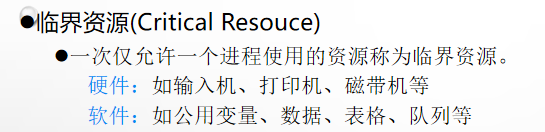 ●临界资源(Critical Resouce)
●一次仅允许一个进程使用的资源称为临界资源。
硬件：如输入机、打印机、磁带机等
软件：如公用变量、数据、表格、队列等